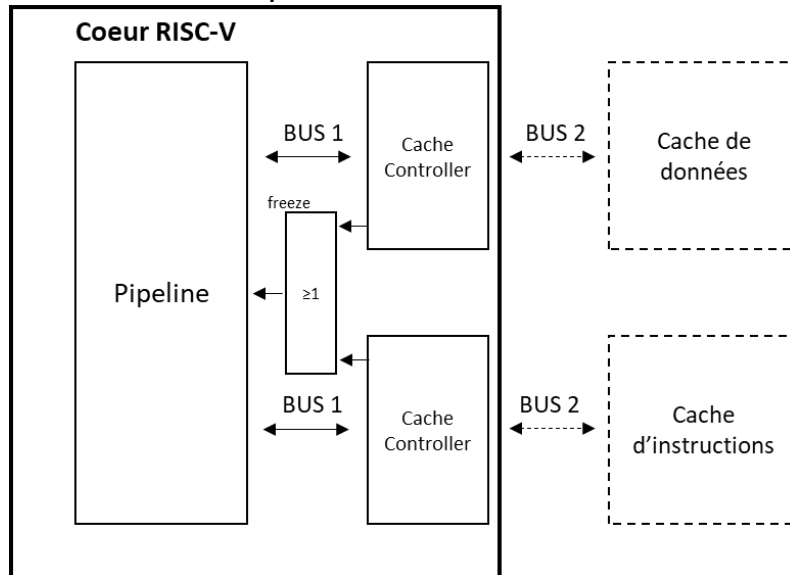 Coeur RISC-V
BUS 1
Cache
Controller
BUS 2
Cache de
données
freeze
Pipeline
≥1
BUS 1
Cache
Controller
BUS 2
Cache
d'instructions